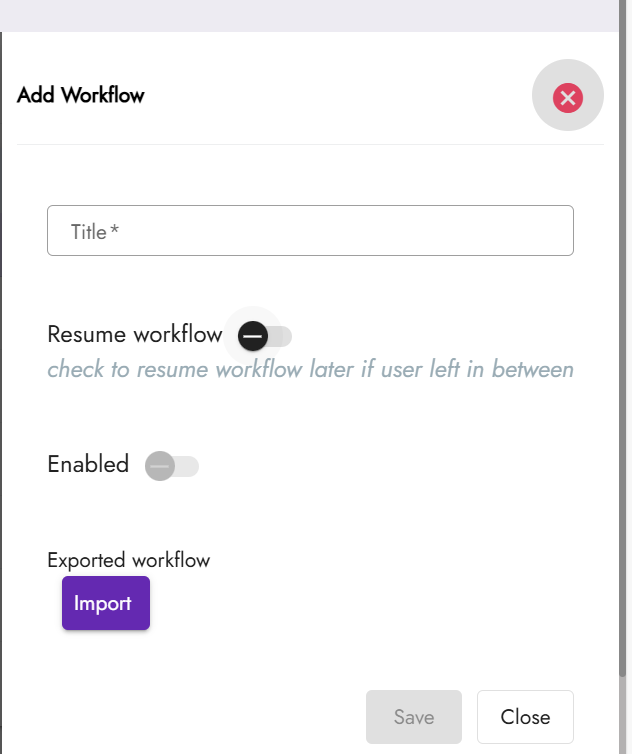 Add Workflow
Title*
Resume workflow
check to resume workflow later if user left in between
Enabled
Exported workflow
Import
Save
Close